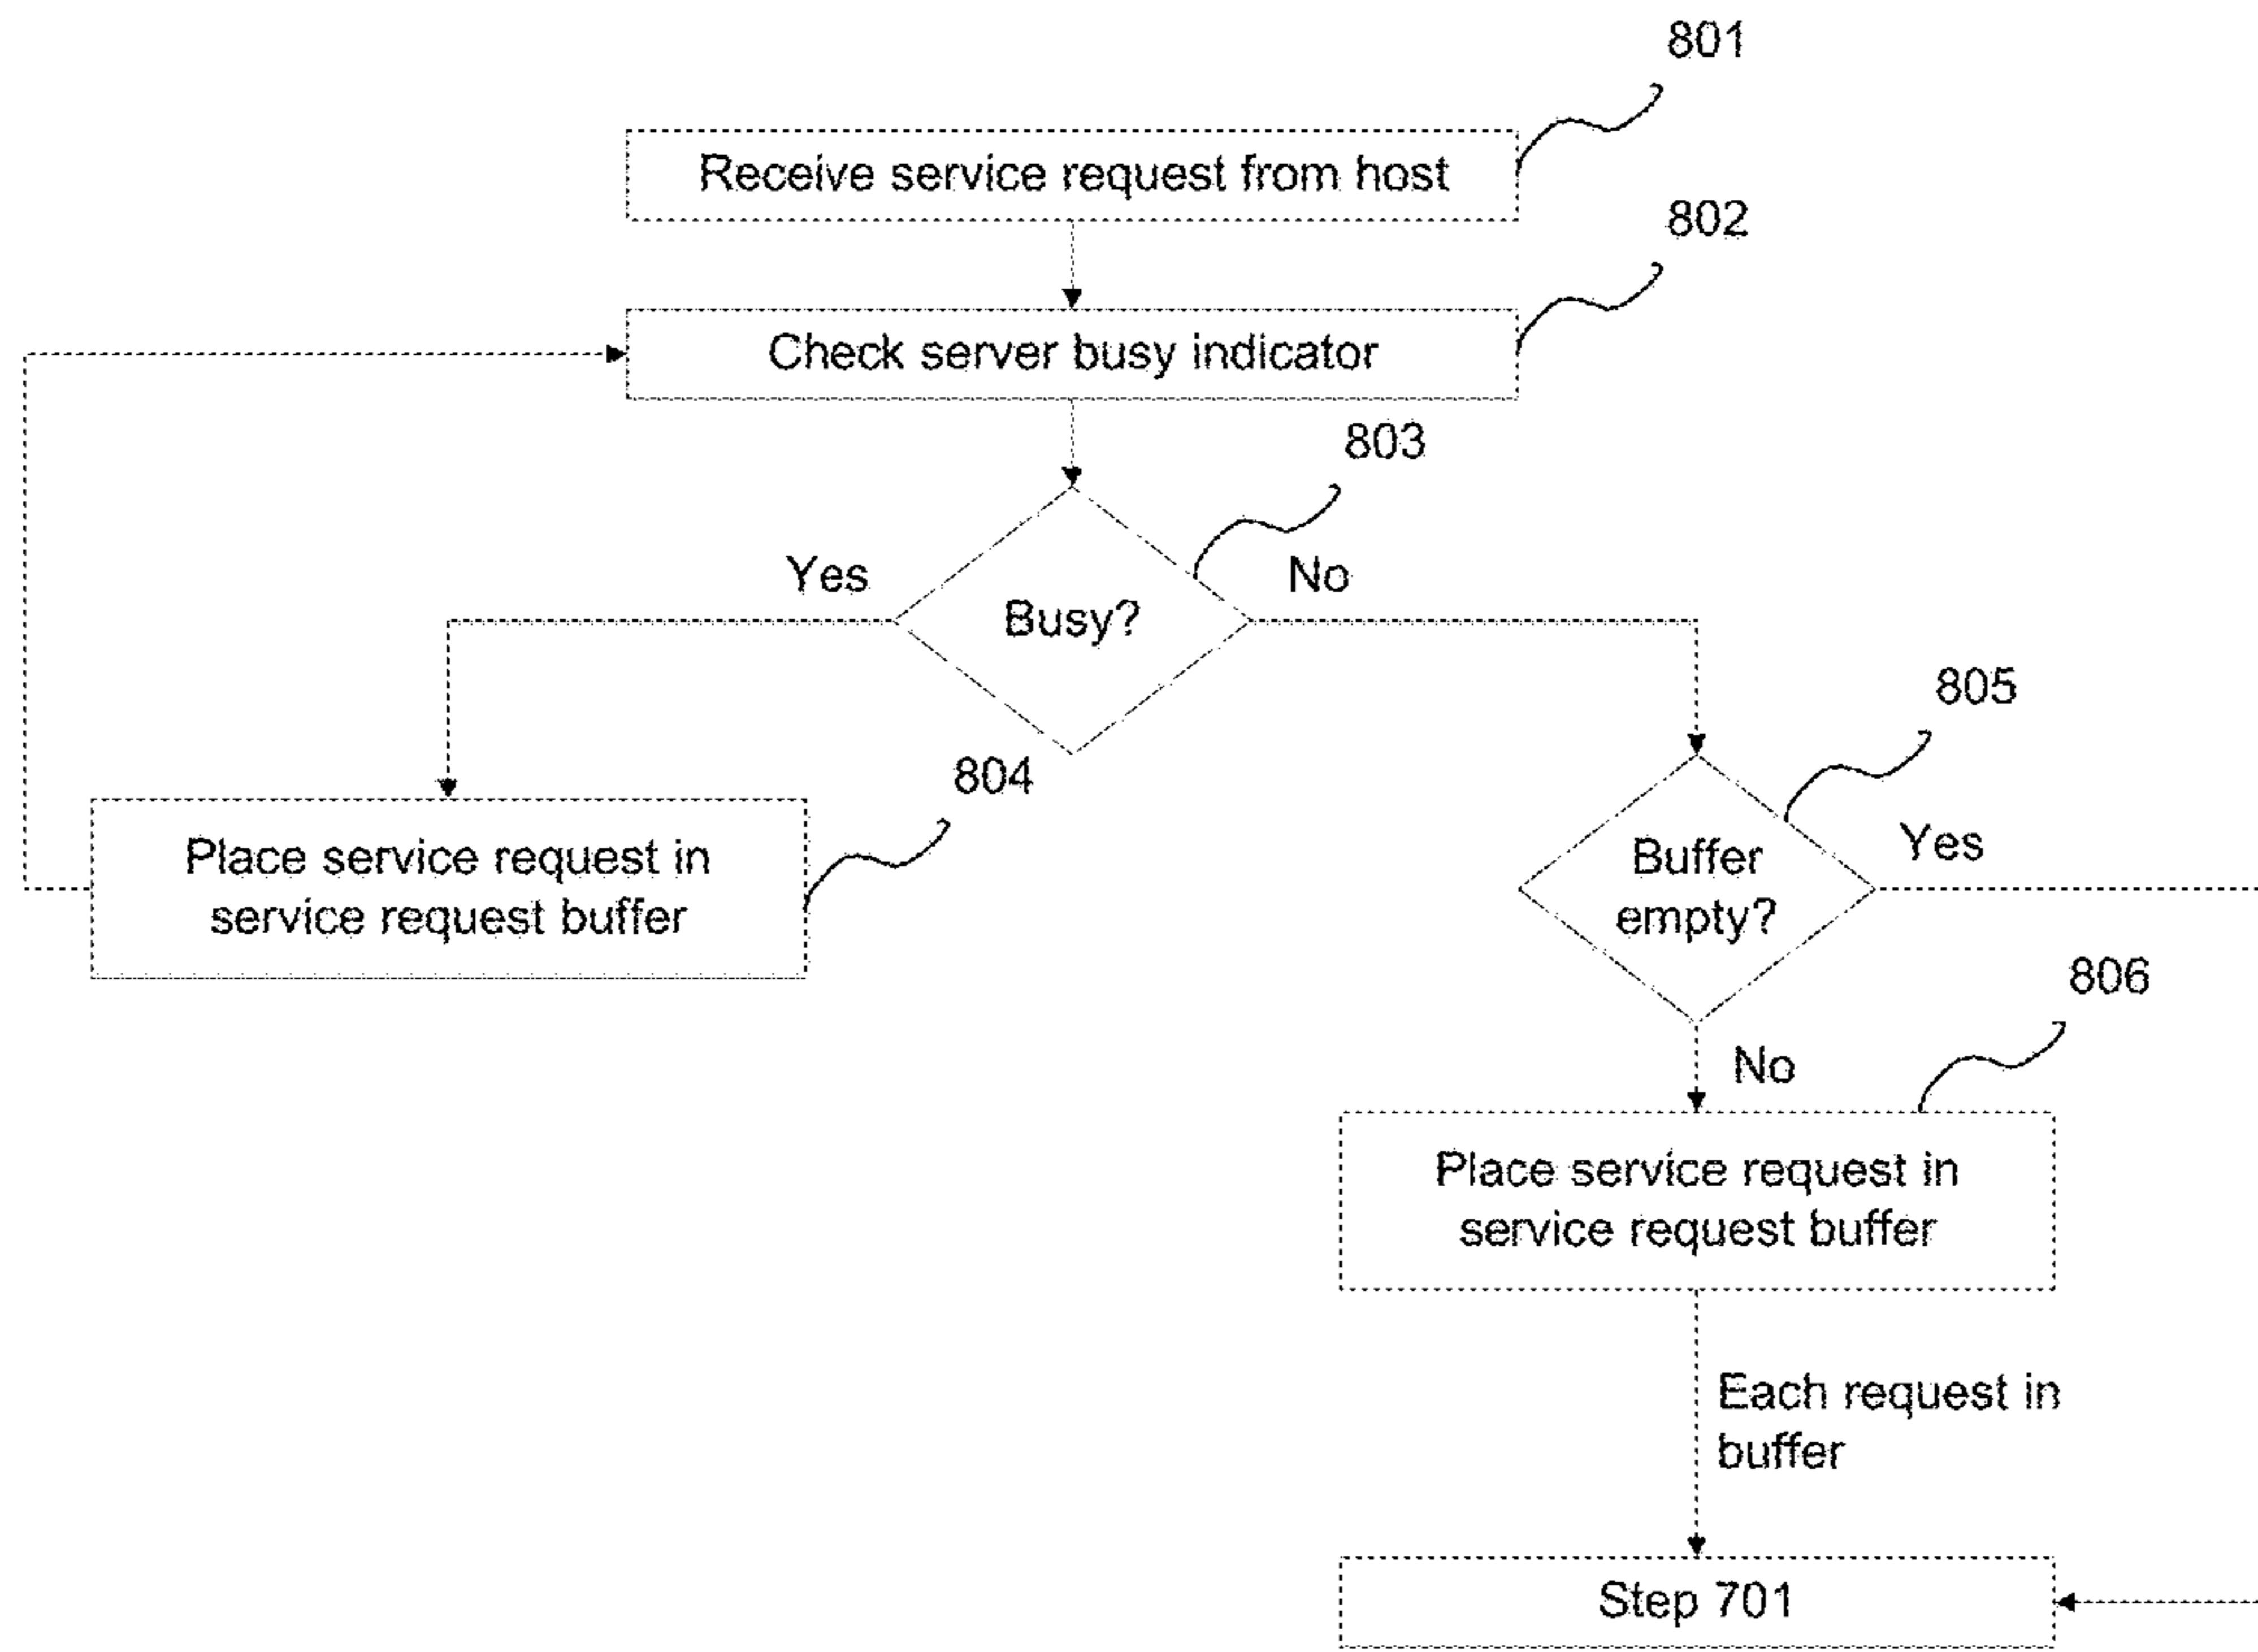 801
Receive service request from host
802
Check server busy indicator
803
Yes
No
Busy?
805
804
Place service request in
service request buffer
Buffer
empty?
Yes
806
No
Place service request in
service request buffer
Each request in
buffer
Step 701